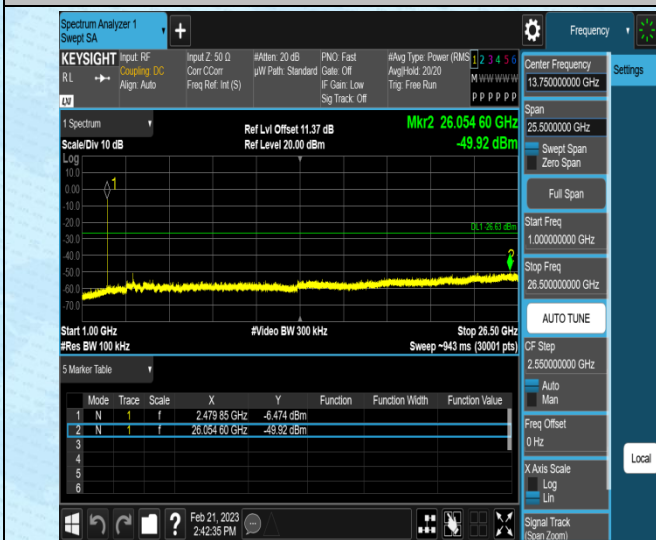 Spectrum Analyzer 1
Swept SA
+
Frequency
KEYSIGHT
RL
LXI
Input: RF
Coupling: DC
Align: Auto
Input Z: 50 Ω
Corr CCorr
Freq Ref: Int (S)
#Atten: 20 dB
µW Path: Standard
PNO: Fast
Gate: Off
IF Gain: Low
Sig Track: Off
#Avg Type: Power (RMS
Avg|Hold: 20/20
Trig: Free Run
1 2 3 4 5 6
M W W W W W
P P P P P P
1 Spectrum
Scale/Div 10 dB
Ref Lvl Offset 11.37 dB
Ref Level 20.00 dBm
Mkr2 26.054 60 GHz
-49.92 dBm
Log
10.0
0.00
-10.0
-20.0
-30.0
-40.0
-50.0
-60.0
-70.0
1
DL1 -26.63 dBm
2
Start 1.00 GHz
#Res BW 100 kHz
#Video BW 300 kHz
Stop 26.50 GHz
Sweep ~943 ms (30001 pts)
5 Marker Table
Mode Trace Scale X Y Function Function Width Function Value
1 N 1 f 2.479 85 GHz -6.474 dBm
2 N 1 f 26.054 60 GHz -49.92 dBm
3
4
5
6
?
Feb 21, 2023
2:42:35 PM
Center Frequency
13.750000000 GHz
Settings
Span
25.5000000 GHz
Swept Span
Zero Span
Full Span
Start Freq
1.000000000 GHz
Stop Freq
26.500000000 GHz
AUTO TUNE
CF Step
2.550000000 GHz
Auto
Man
Freq Offset
0 Hz
Local
X Axis Scale
Log
Lin
Signal Track
(Span Zoom)